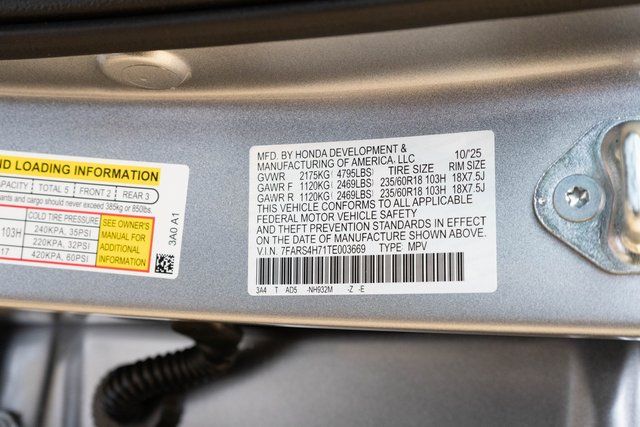 ND LOADING INFORMATION
CAPACITY TOTAL 5 FRONT 2 REAR 3
pants and cargo should never exceed 385kg or 850lbs.
COLD TIRE PRESSURE
103H
240KPA, 35PSI
220KPA, 32PSI
17
420KPA, 60PSI
SEE OWNER'S
MANUAL FOR
ADDITIONAL
INFORMATION
3A0 A1
MFD. BY HONDA DEVELOPMENT & 10/'25
MANUFACTURING OF AMERICA, LLC
GVWR 2175KG( 4795LBS) TIRE SIZE RIM SIZE
GAWR F 1120KG( 2469LBS) 235/60R18 103H 18X7.5J
GAWR R 1120KG( 2469LBS) 235/60R18 103H 18X7.5J
THIS VEHICLE CONFORMS TO ALL APPLICABLE
FEDERAL MOTOR VEHICLE SAFETY
AND THEFT PREVENTION STANDARDS IN EFFECT
ON THE DATE OF MANUFACTURE SHOWN ABOVE.
V.I.N. 7FARS4H71TE003669 TYPE: MPV
3A4 T AD5 -NH932M -Z -E